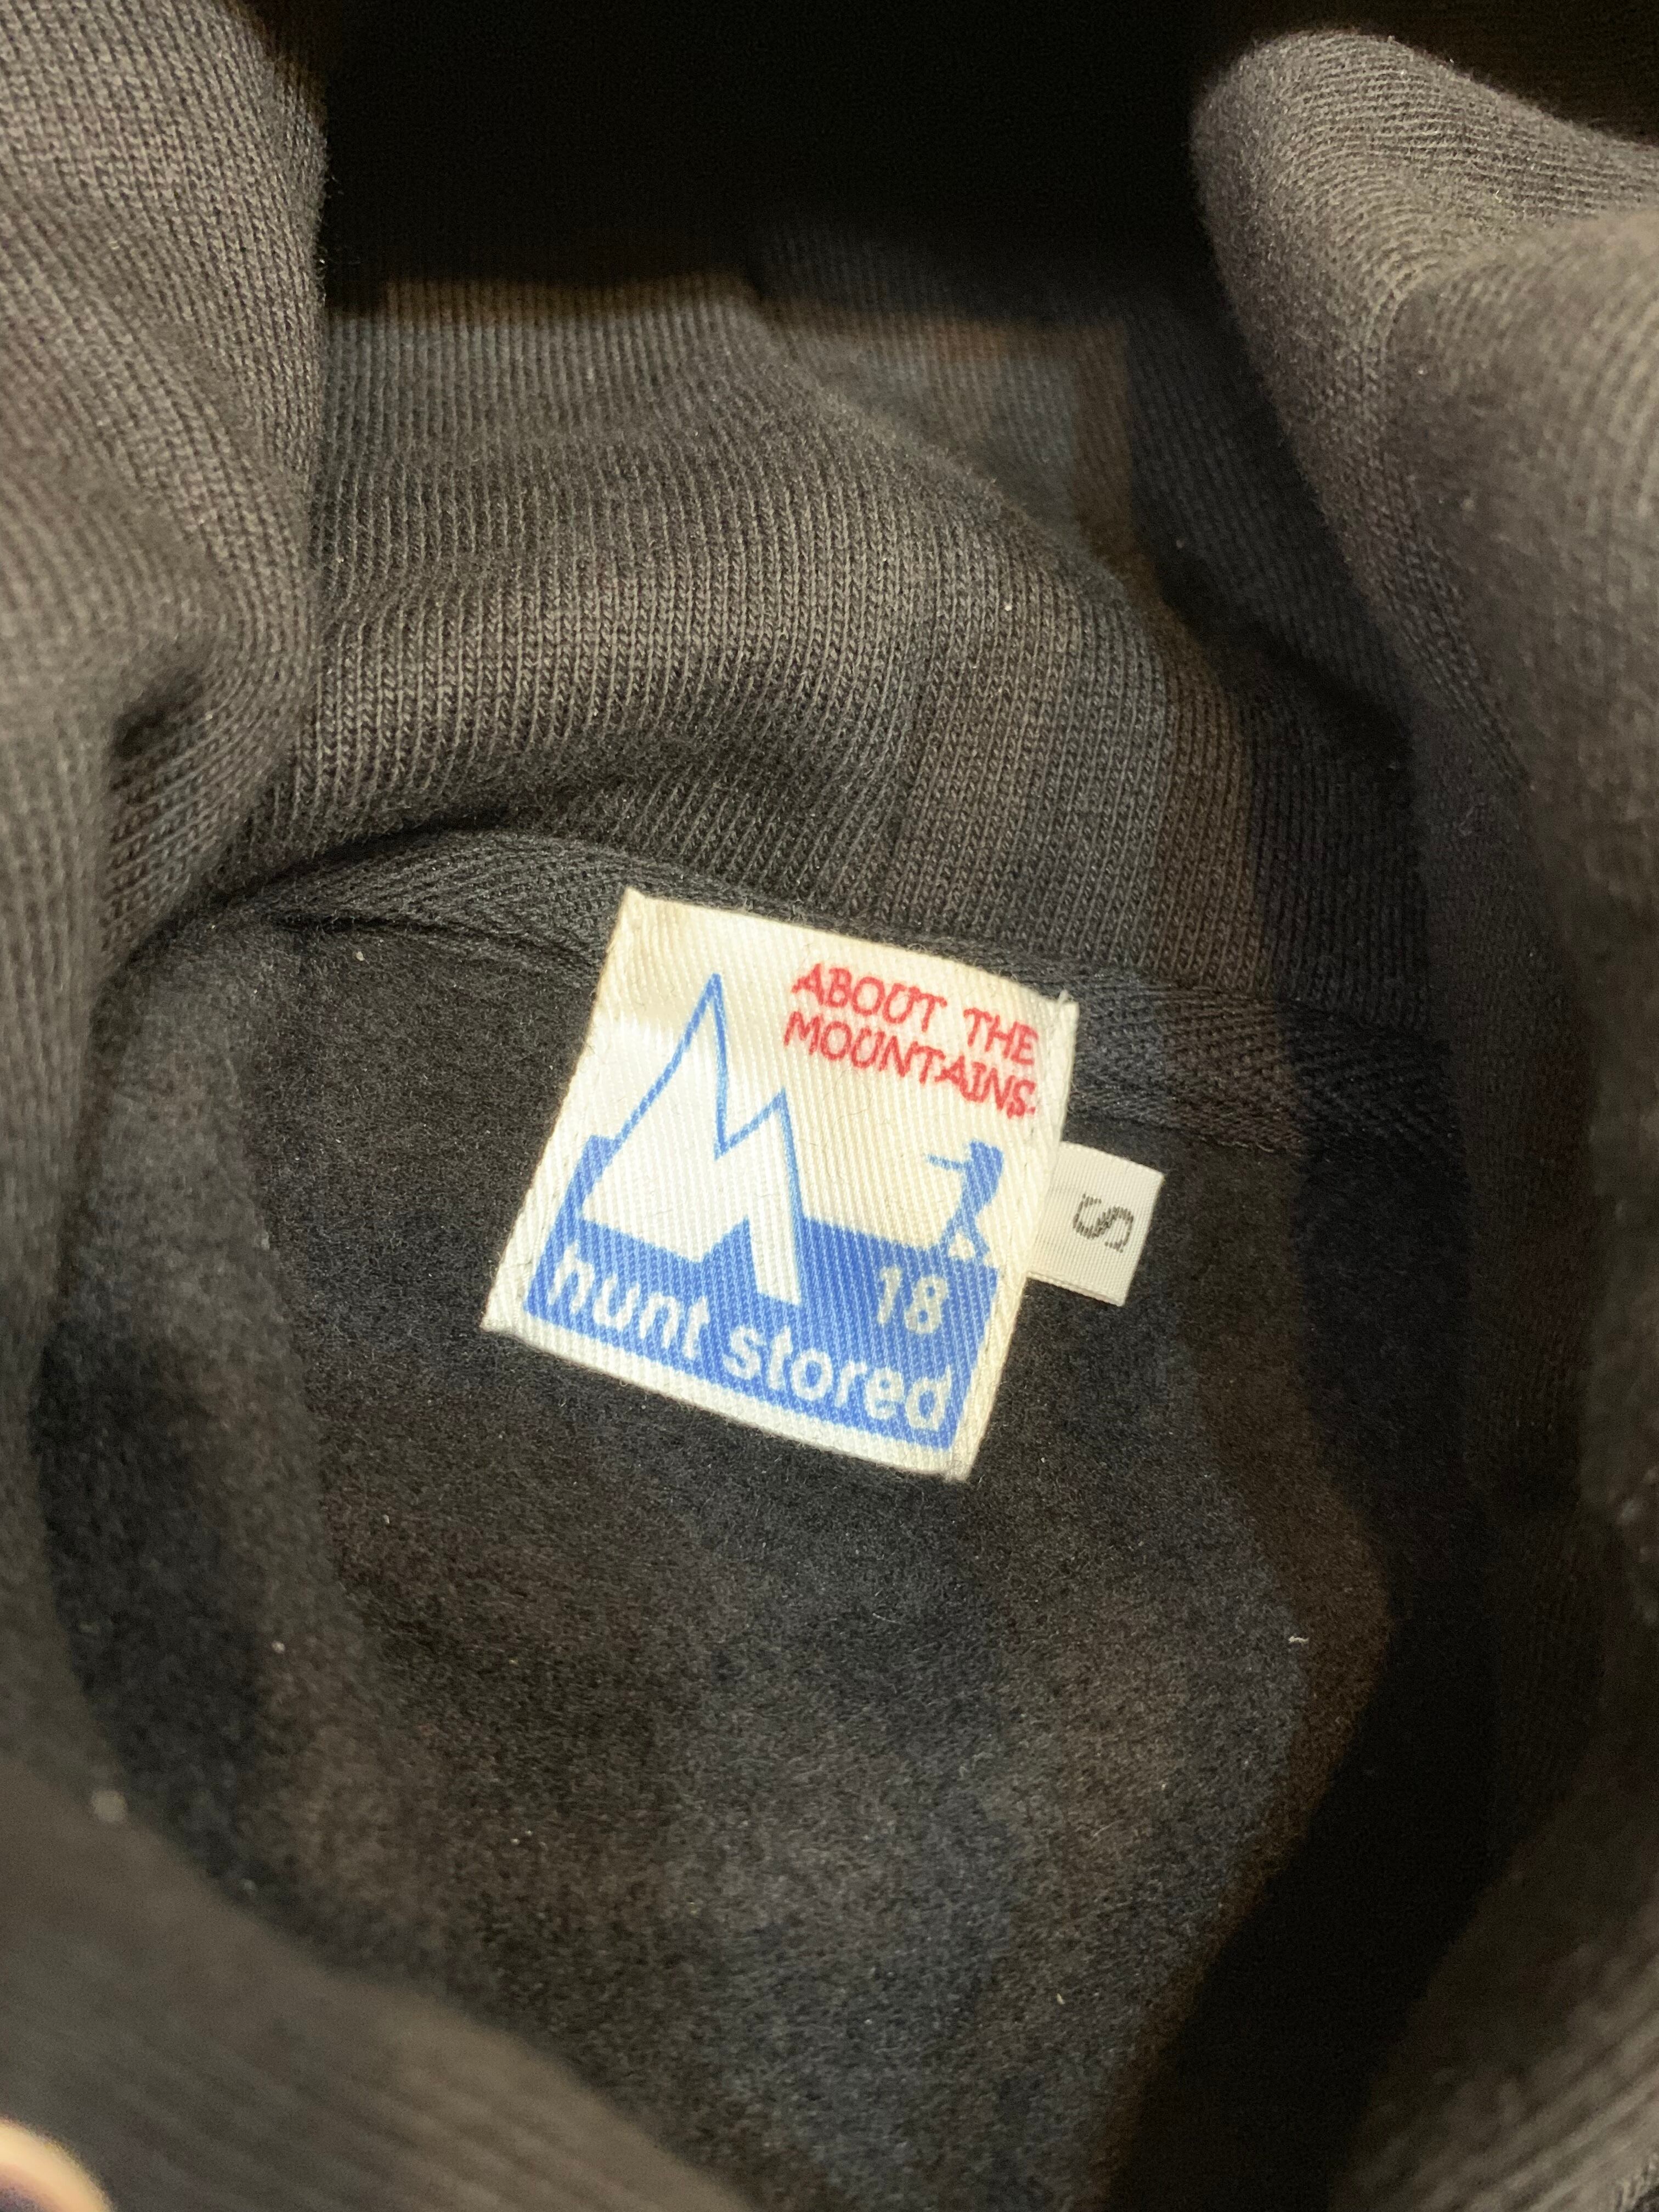 ABOUT THE
MOUNTAINS.
18
hunt stored
S